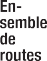 En-
semble
de
routes